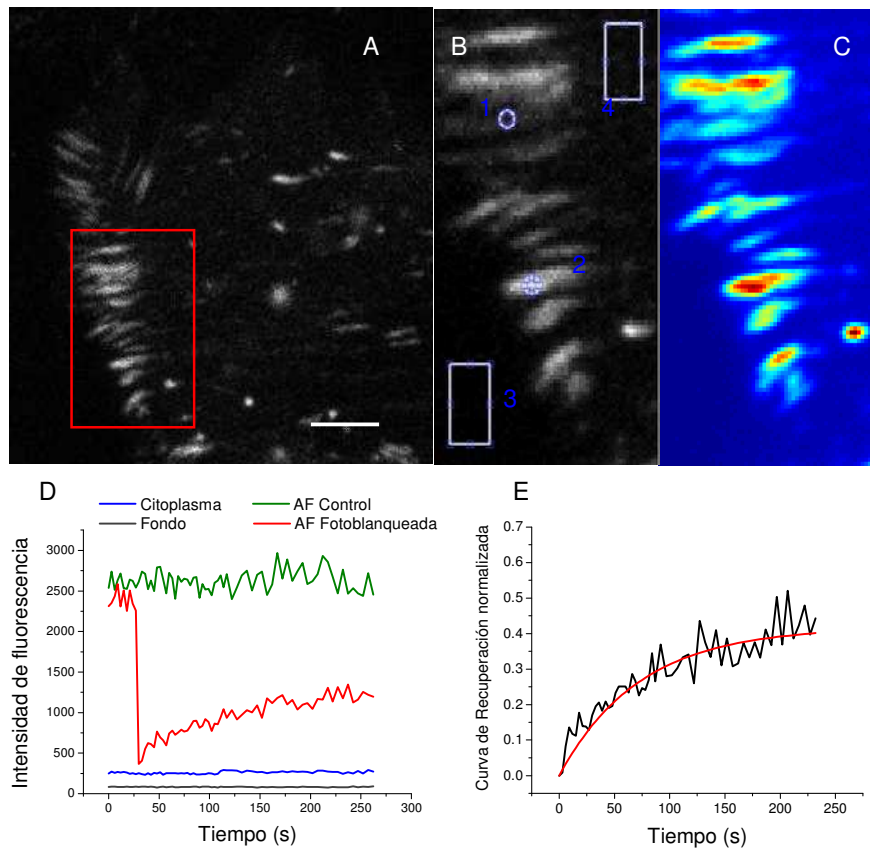 A
B
C
1
4
2
3
D
Citoplasma
AF Control
Fondo
AF Fotoblanqueada
Intensidad de fluorescencia
3000
2500
2000
1500
1000
500
0
0
50
100
150
200
250
300
Tiempo (s)
E
Curva de Recuperación normalizada
0.7
0.6
0.5
0.4
0.3
0.2
0.1
0.0
0
50
100
150
200
250
Tiempo (s)